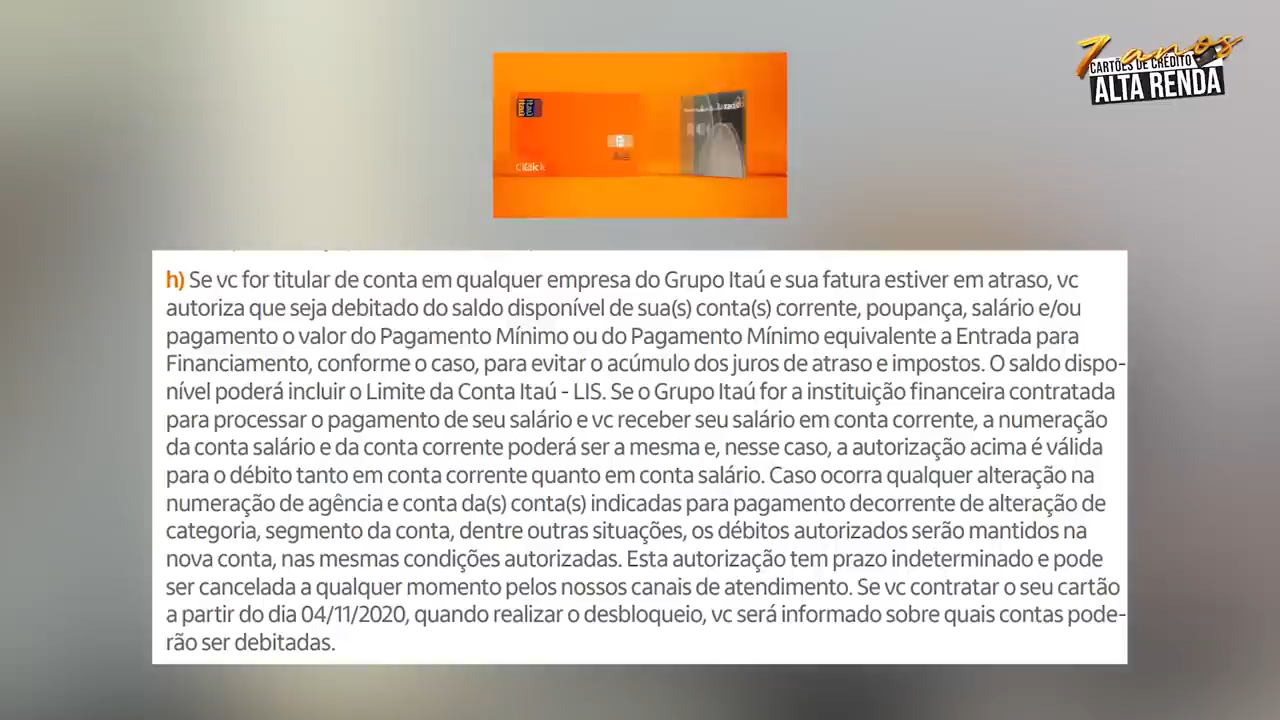 7 anos
CARTÕES DE CRÉDITO
ALTA RENDA
Itaú
h) Se vc for titular de conta em qualquer empresa do Grupo Itaú e sua fatura estiver em atraso, vc
autoriza que seja debitado do saldo disponível de sua(s) conta(s) corrente, poupança, salário e/ou
pagamento o valor do Pagamento Mínimo ou do Pagamento Mínimo equivalente a Entrada para
Financiamento, conforme o caso, para evitar o acúmulo dos juros de atraso e impostos. O saldo dispo-
nível poderá incluir o Limite da Conta Itaú - LIS. Se o Grupo Itaú for a instituição financeira contratada
para processar o pagamento de seu salário e vc receber seu salário em conta corrente, a numeração
da conta salário e da conta corrente poderá ser a mesma e, nesse caso, a autorização acima é válida
para o débito tanto em conta corrente quanto em conta salário. Caso ocorra qualquer alteração na
numeração de agência e conta da(s) conta(s) indicadas para pagamento decorrente de alteração de
categoria, segmento da conta, dentre outras situações, os débitos autorizados serão mantidos na
nova conta, nas mesmas condições autorizadas. Esta autorização tem prazo indeterminado e pode
ser cancelada a qualquer momento pelos nossos canais de atendimento. Se vc contratar o seu cartão
a partir do dia 04/11/2020, quando realizar o desbloqueio, vc será informado sobre quais contas pode-
rão ser debitadas.